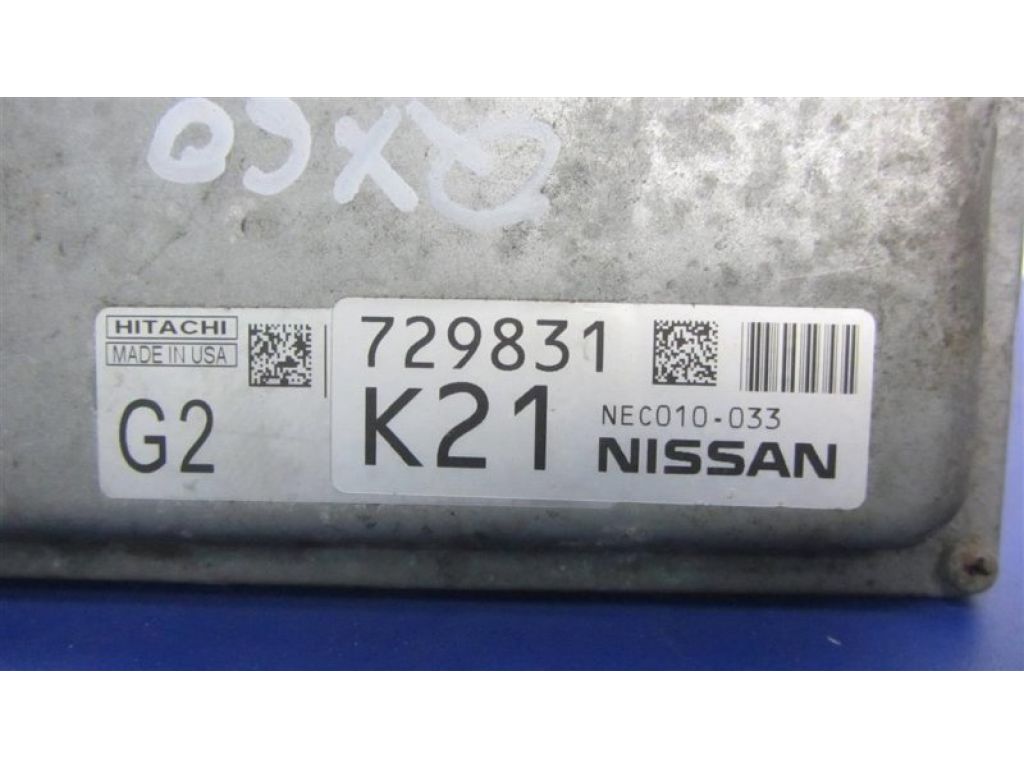 HITACHI
MADE IN USA
G2
729831
K21
NEC010-033
NISSAN